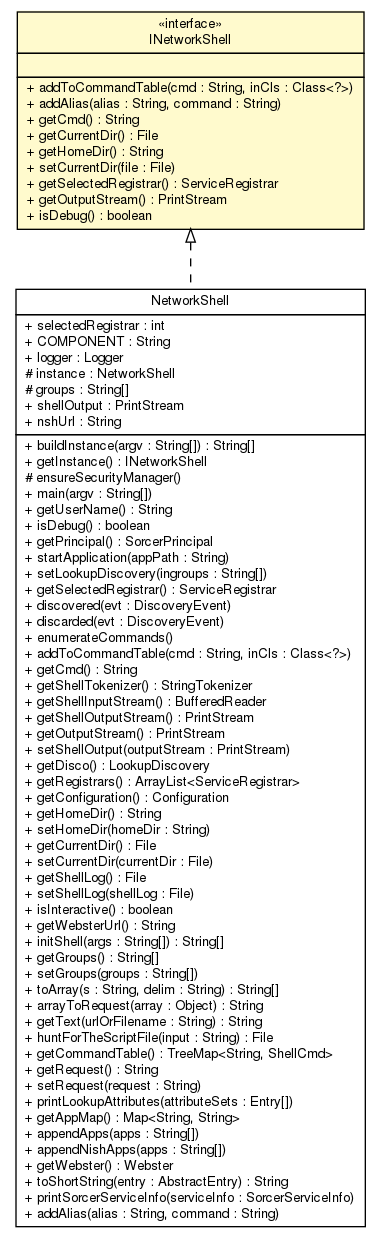 «interface»
INetworkShell
+ addToCommandTable(cmd : String, inCls : Class<?>)
+ addAlias(alias : String, command : String)
+ getCmd() : String
+ getCurrentDir() : File
+ getHomeDir() : String
+ setCurrentDir(file : File)
+ getSelectedRegistrar() : ServiceRegistrar
+ getOutputStream() : PrintStream
+ isDebug() : boolean
NetworkShell
+ selectedRegistrar : int
+ COMPONENT : String
+ logger : Logger
# instance : NetworkShell
# groups : String[]
+ shellOutput : PrintStream
+ nshUrl : String
+ buildInstance(argv : String[]) : String[]
+ getInstance() : INetworkShell
# ensureSecurityManager()
+ main(argv : String[])
+ getUserName() : String
+ isDebug() : boolean
+ getPrincipal() : SorcerPrincipal
+ startApplication(appPath : String)
+ setLookupDiscovery(ingroups : String[])
+ getSelectedRegistrar() : ServiceRegistrar
+ discovered(evt : DiscoveryEvent)
+ discarded(evt : DiscoveryEvent)
+ enumerateCommands()
+ addToCommandTable(cmd : String, inCls : Class<?>)
+ getCmd() : String
+ getShellTokenizer() : StringTokenizer
+ getShellInputStream() : BufferedReader
+ getShellOutputStream() : PrintStream
+ getOutputStream() : PrintStream
+ setShellOutput(outputStream : PrintStream)
+ getDisco() : LookupDiscovery
+ getRegistrars() : ArrayList<ServiceRegistrar>
+ getConfiguration() : Configuration
+ getHomeDir() : String
+ setHomeDir(homeDir : String)
+ getCurrentDir() : File
+ setCurrentDir(currentDir : File)
+ getShellLog() : File
+ setShellLog(shellLog : File)
+ isInteractive() : boolean
+ getWebsterUrl() : String
+ initShell(args : String[]) : String[]
+ getGroups() : String[]
+ setGroups(groups : String[])
+ toArray(s : String, delim : String) : String[]
+ arrayToRequest(array : Object) : String
+ getText(urlOrFilename : String) : String
+ huntForTheScriptFile(input : String) : File
+ getCommandTable() : TreeMap<String, ShellCmd>
+ getRequest() : String
+ setRequest(request : String)
+ printLookupAttributes(attributeSets : Entry[])
+ getAppMap() : Map<String, String>
+ appendApps(apps : String[])
+ appendNishApps(apps : String[])
+ getWebster() : Webster
+ toShortString(entry : AbstractEntry) : String
+ printSorcerServiceInfo(serviceInfo : SorcerServiceInfo)
+ addAlias(alias : String, command : String)